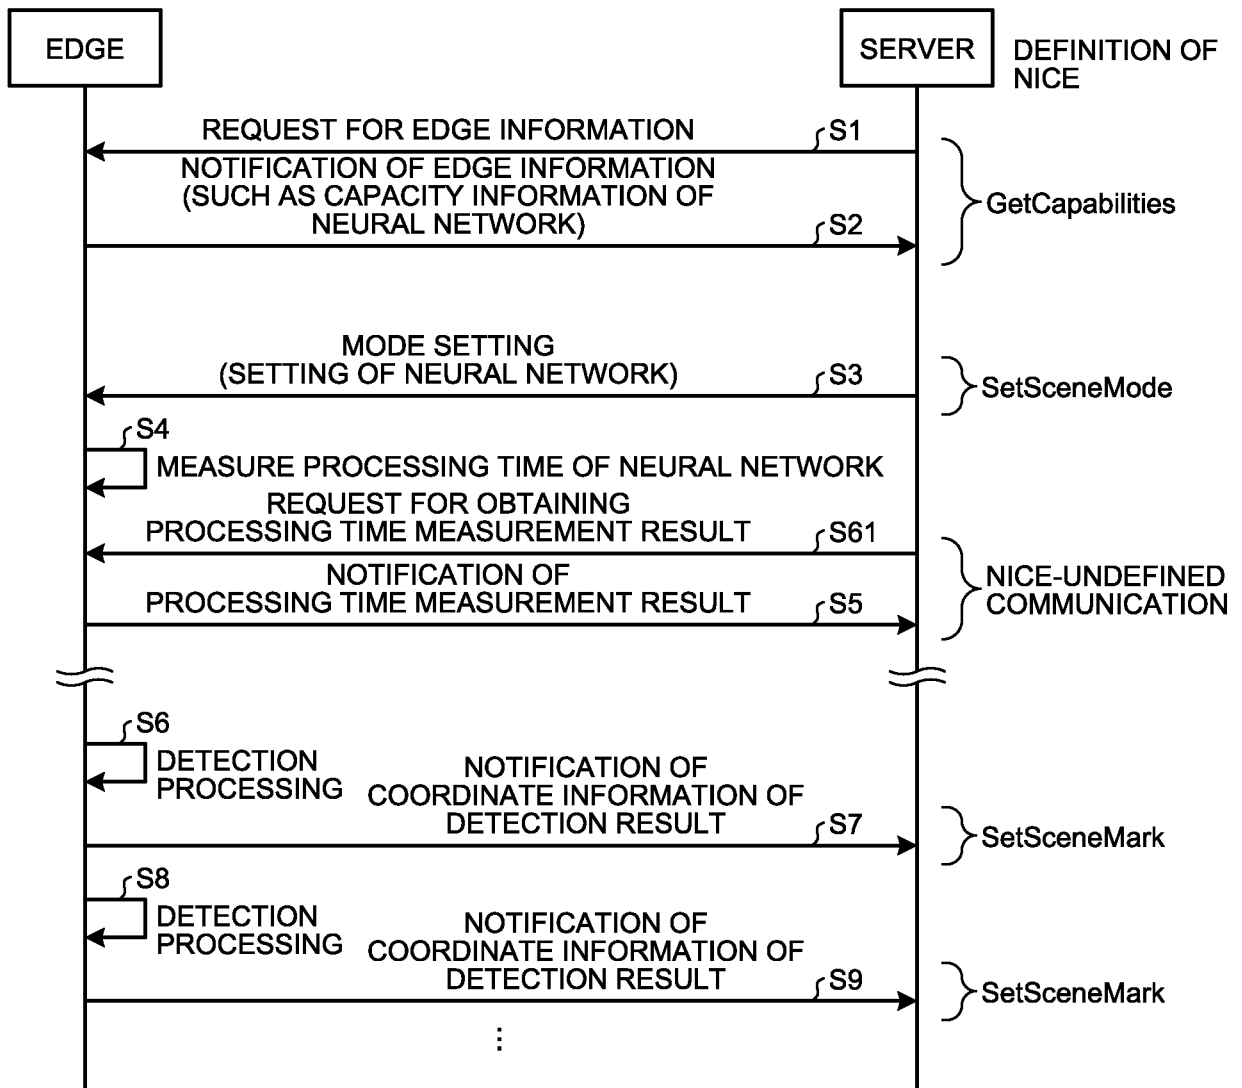 EDGE
SERVER
DEFINITION OF
NICE
REQUEST FOR EDGE INFORMATION
S1
NOTIFICATION OF EDGE INFORMATION
(SUCH AS CAPACITY INFORMATION OF
NEURAL NETWORK)
S2
GetCapabilities
MODE SETTING
(SETTING OF NEURAL NETWORK)
S3
SetSceneMode
S4
MEASURE PROCESSING TIME OF NEURAL NETWORK
REQUEST FOR OBTAINING
PROCESSING TIME MEASUREMENT RESULT
S61
NOTIFICATION OF
PROCESSING TIME MEASUREMENT RESULT
S5
NICE-UNDEFINED
COMMUNICATION
S6
DETECTION
PROCESSING
NOTIFICATION OF
COORDINATE INFORMATION OF
DETECTION RESULT
S7
SetSceneMark
S8
DETECTION
PROCESSING
NOTIFICATION OF
COORDINATE INFORMATION OF
DETECTION RESULT
S9
SetSceneMark
⋮